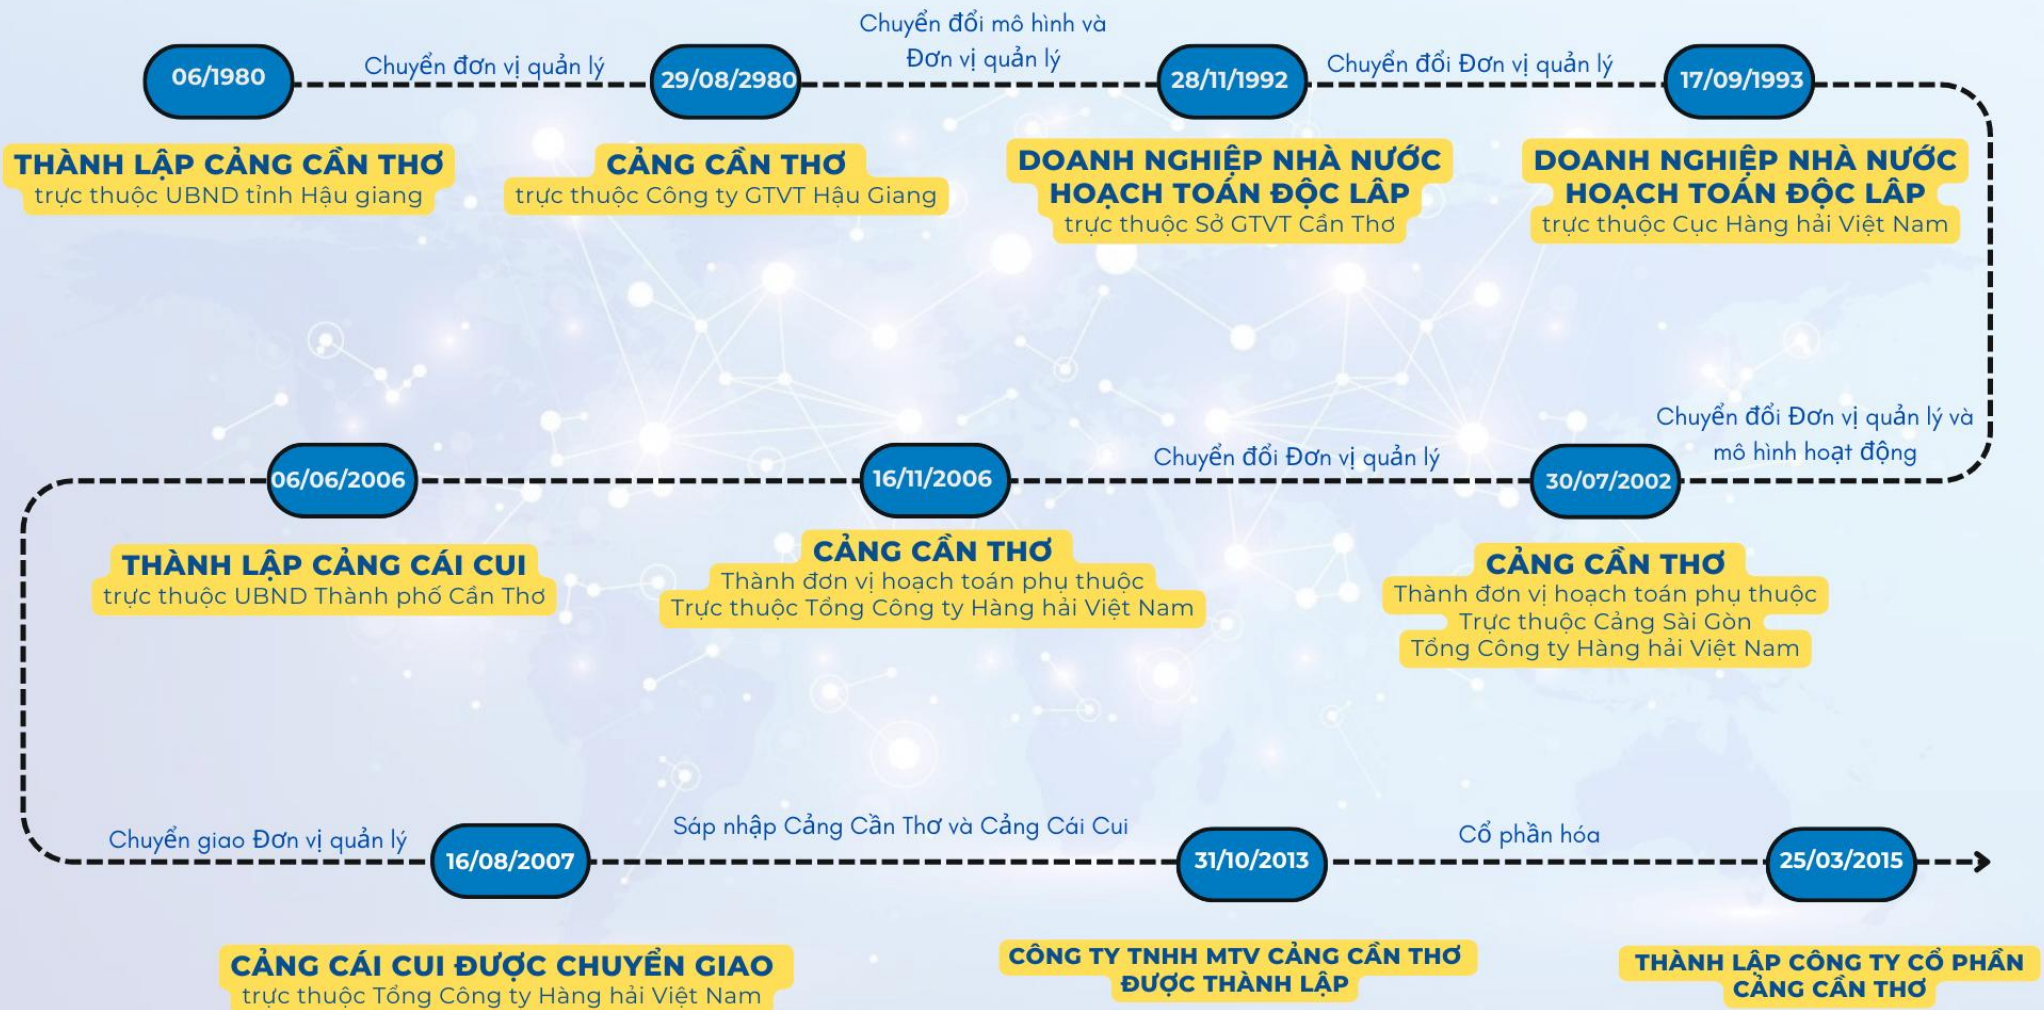 06/1980
Chuyển đơn vị quản lý
29/08/2980
Chuyển đổi mô hình và
Đơn vị quản lý
28/11/1992
Chuyển đổi Đơn vị quản lý
17/09/1993
THÀNH LẬP CẢNG CẦN THƠ
trực thuộc UBND tỉnh Hậu giang
CẢNG CẦN THƠ
trực thuộc Công ty GTVT Hậu Giang
DOANH NGHIỆP NHÀ NƯỚC
HOẠCH TOÁN ĐỘC LÂP
trực thuộc Sở GTVT Cần Thơ
DOANH NGHIỆP NHÀ NƯỚC
HOẠCH TOÁN ĐỘC LÂP
trực thuộc Cục Hàng hải Việt Nam
Chuyển đổi Đơn vị quản lý và
mô hình hoạt động
30/07/2002
Chuyển đổi Đơn vị quản lý
16/11/2006
06/06/2006
CẢNG CẦN THƠ
Thành đơn vị hoạch toán phụ thuộc
Trực thuộc Cảng Sài Gòn
Tổng Công ty Hàng hải Việt Nam
CẢNG CẦN THƠ
Thành đơn vị hoạch toán phụ thuộc
Trực thuộc Tổng Công ty Hàng hải Việt Nam
THÀNH LẬP CẢNG CÁI CUI
trực thuộc UBND Thành phố Cần Thơ
Chuyển giao Đơn vị quản lý
16/08/2007
Sáp nhập Cảng Cần Thơ và Cảng Cái Cui
31/10/2013
Cổ phần hóa
25/03/2015
CẢNG CÁI CUI ĐƯỢC CHUYỂN GIAO
trực thuộc Tổng Công ty Hàng hải Việt Nam
CÔNG TY TNHH MTV CẢNG CẦN THƠ
ĐƯỢC THÀNH LẬP
THÀNH LẬP CÔNG TY CỔ PHẦN
CẢNG CẦN THƠ